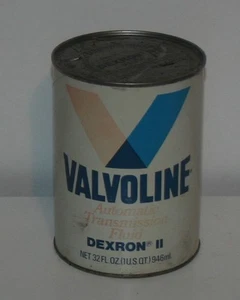 VALVOLINE
Automatic
Transmission
Fluid
DEXRON® II
NET 32 FL. OZ. (1 U.S. QT.) 946mL